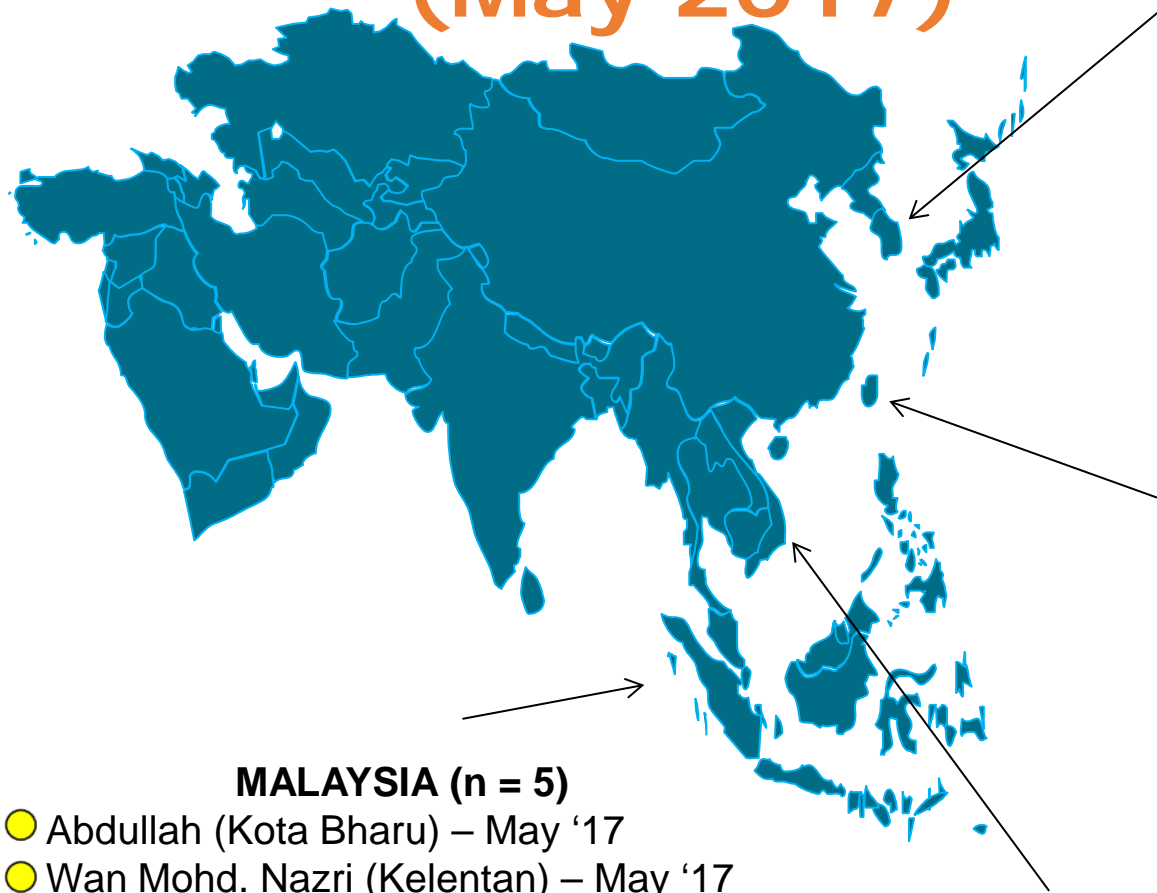 (May 2017)
MALAYSIA (n = 5)
Abdullah (Kota Bharu) – May ‘17
Wan Mohd. Nazri (Kelentan) – May ‘17